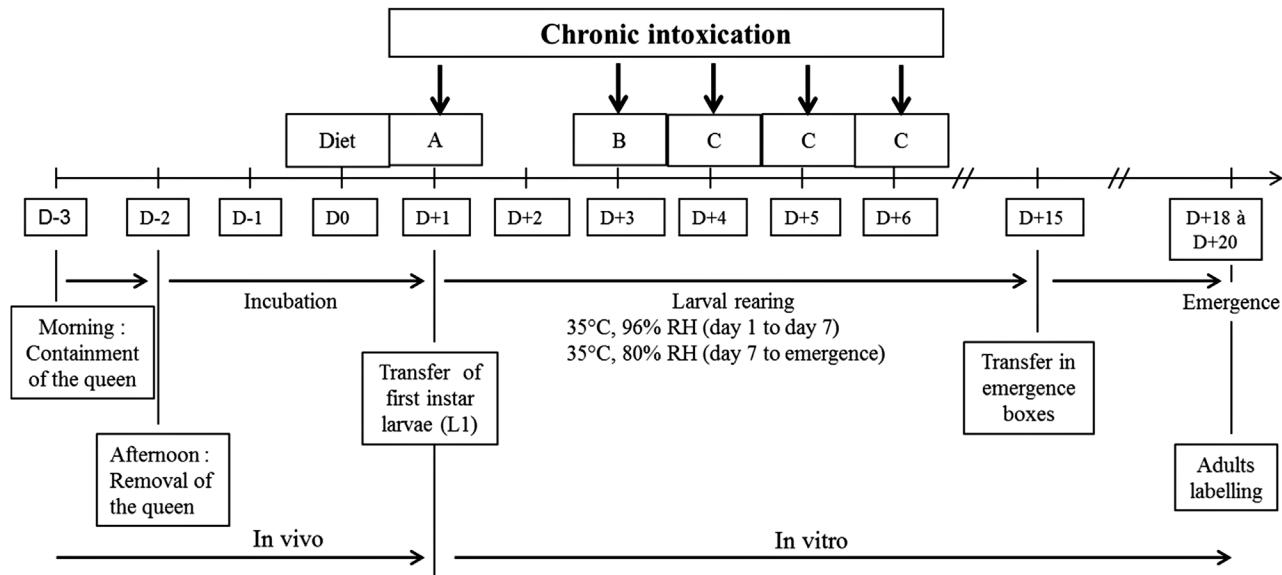 Chronic intoxication
Diet
A
B
C
C
C
D-3
D-2
D-1
D0
D+1
D+2
D+3
D+4
D+5
D+6
D+15
D+18 à
D+20
Incubation
Larval rearing
35°C, 96% RH (day 1 to day 7)
35°C, 80% RH (day 7 to emergence)
Emergence
Morning :
Containment
of the queen
Afternoon :
Removal of
the queen
Transfer of
first instar
larvae (L1)
Transfer in
emergence
boxes
Adults
labelling
In vivo
In vitro